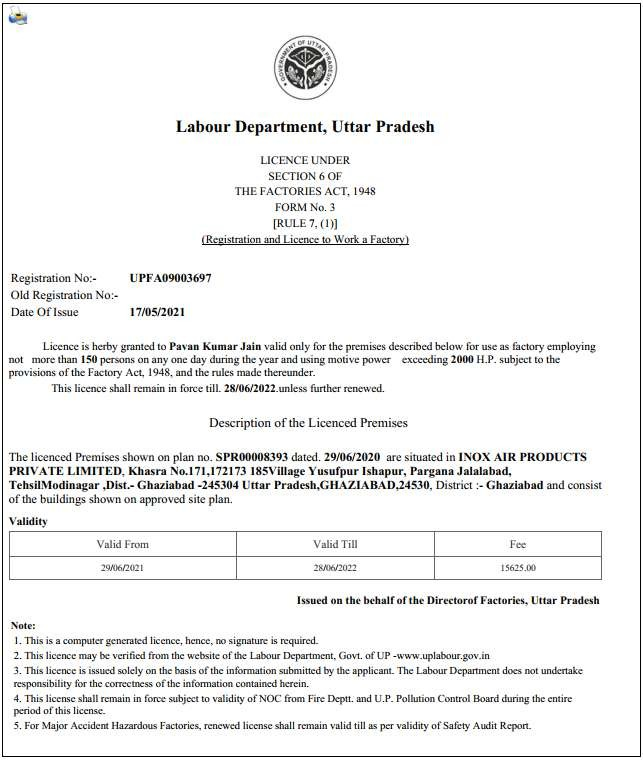 GOVERNMENT OF UTTAR PRADESH
Labour Department, Uttar Pradesh
LICENCE UNDER
SECTION 6 OF
THE FACTORIES ACT, 1948
FORM No. 3
[RULE 7, (1)]
(Registration and Licence to Work a Factory)
Registration No:- UPFA09003697
Old Registration No:-
Date Of Issue 17/05/2021
Licence is herby granted to Pavan Kumar Jain valid only for the premises described below for use as factory employing
not more than 150 persons on any one day during the year and using motive power exceeding 2000 H.P. subject to the
provisions of the Factory Act, 1948, and the rules made thereunder.
This licence shall remain in force till. 28/06/2022.unless further renewed.
Description of the Licenced Premises
The licenced Premises shown on plan no. SPR00008393 dated. 29/06/2020 are situated in INOX AIR PRODUCTS
PRIVATE LIMITED, Khasra No.171,172173 185Village Yusufpur Ishapur, Pargana Jalalabad,
TehsilModinagar ,Dist.- Ghaziabad -245304 Uttar Pradesh,GHAZIABAD,24530, District :- Ghaziabad and consist
of the buildings shown on approved site plan.
Validity
Valid From Valid Till Fee
29/06/2021 28/06/2022 15625.00
Issued on the behalf of the Directorof Factories, Uttar Pradesh
Note:
1. This is a computer generated licence, hence, no signature is required.
2. This licence may be verified from the website of the Labour Department, Govt. of UP -www.uplabour.gov.in
3. This licence is issued solely on the basis of the information submitted by the applicant. The Labour Department does not undertake
responsibility for the correctness of the information contained herein.
4. This license shall remain in force subject to validity of NOC from Fire Deptt. and U.P. Pollution Control Board during the entire
period of this license.
5. For Major Accident Hazardous Factories, renewed license shall remain valid till as per validity of Safety Audit Report.